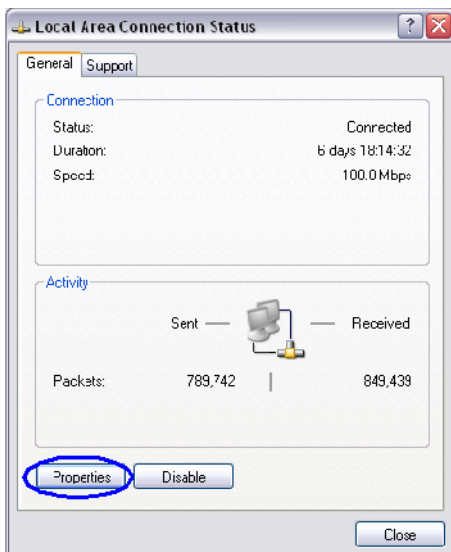 Local Area Connection Status
General Support
Connection
Status: Connected
Duration: 6 days 18:14:32
Speed: 100.0 Mbps
Activity
Sent — — Received
Packets: 789,742 | 849,439
Properties Disable
Close